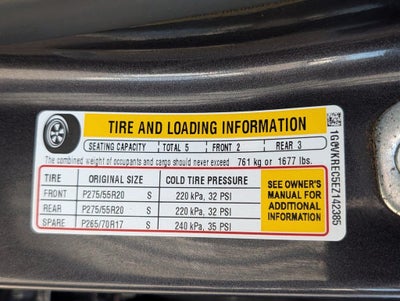 TIRE AND LOADING INFORMATION
SEATING CAPACITY TOTAL 5 FRONT 2 REAR 3
The combined weight of occupants and cargo should never exceed 761 kg or 1677 lbs.
TIRE ORIGINAL SIZE COLD TIRE PRESSURE
FRONT P275/55R20 S 220 kPa, 32 PSI
REAR P275/55R20 S 220 kPa, 32 PSI
SPARE P265/70R17 S 240 kPa, 35 PSI
SEE OWNER'S
MANUAL FOR
ADDITIONAL
INFORMATION